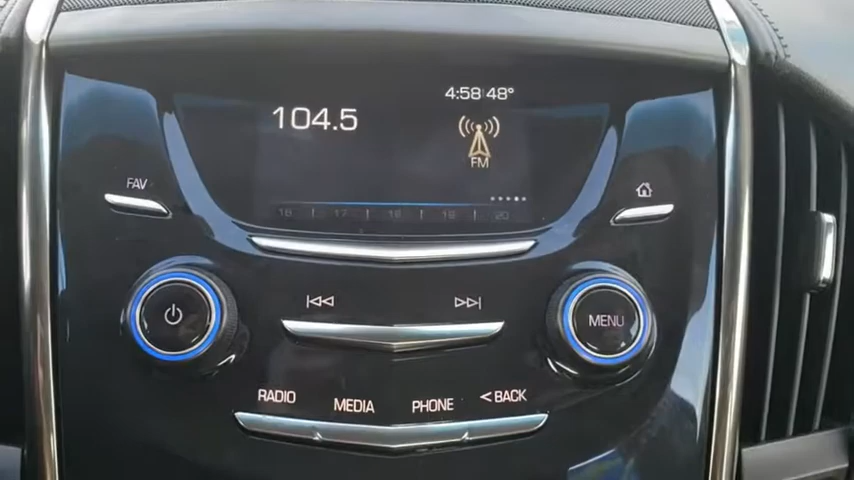 4:58 48°
104.5
FM
FAV
16 17 18 19 20
MENU
RADIO MEDIA PHONE <BACK